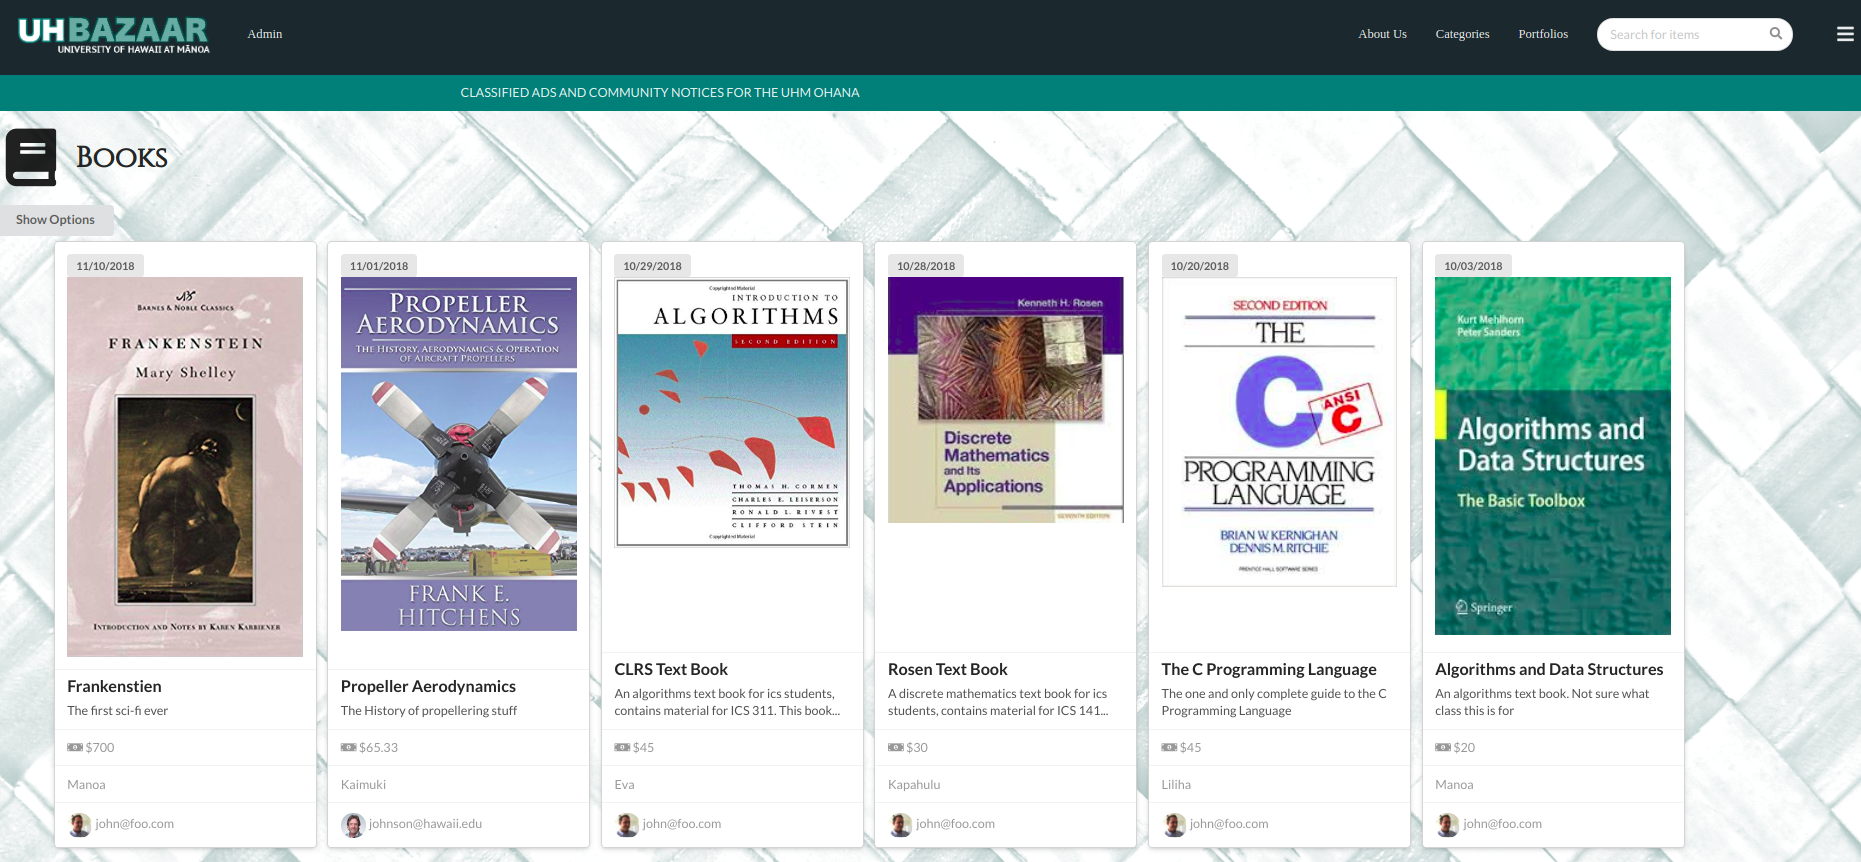 UHBAZAAR
UNIVERSITY OF HAWAII AT MĀNOA
Admin
About Us
Categories
Portfolios
Search for items
CLASSIFIED ADS AND COMMUNITY NOTICES FOR THE UHM OHANA
Books
Show Options
11/10/2018
BARNES & NOBLE CLASSICS
FRANKENSTEIN
Mary Shelley
INTRODUCTION AND NOTES BY KAREN KARBIENER
Frankenstien
The first sci-fi ever
$700
Manoa
john@foo.com
11/01/2018
PROPELLER
AERODYNAMICS
THE HISTORY, AERODYNAMICS & OPERATION
OF AIRCRAFT PROPELLERS
FRANK E.
HITCHENS
Propeller Aerodynamics
The History of propellering stuff
$65.33
Kaimuki
johnson@hawaii.edu
10/29/2018
Copyrighted Material
INTRODUCTION TO
ALGORITHMS
SECOND EDITION
THOMAS H. CORMEN
CHARLES E. LEISERSON
RONALD L. RIVEST
CLIFFORD STEIN
Copyrighted Material
CLRS Text Book
An algorithms text book for ics students,
contains material for ICS 311. This book...
$45
Eva
john@foo.com
10/28/2018
Kenneth H. Rosen
Discrete
Mathematics
and Its
Applications
SEVENTH EDITION
Rosen Text Book
A discrete mathematics text book for ics
students, contains material for ICS 141...
$30
Kapahulu
john@foo.com
10/20/2018
SECOND EDITION
THE
C
ANSI
C
PROGRAMMING
LANGUAGE
BRIAN W. KERNIGHAN
DENNIS M. RITCHIE
PRENTICE HALL SOFTWARE SERIES
The C Programming Language
The one and only complete guide to the C
Programming Language
$45
Liliha
john@foo.com
10/03/2018
Kurt Mehlhorn
Peter Sanders
Algorithms and
Data Structures
The Basic Toolbox
Springer
Algorithms and Data Structures
An algorithms text book. Not sure what
class this is for
$20
Manoa
john@foo.com